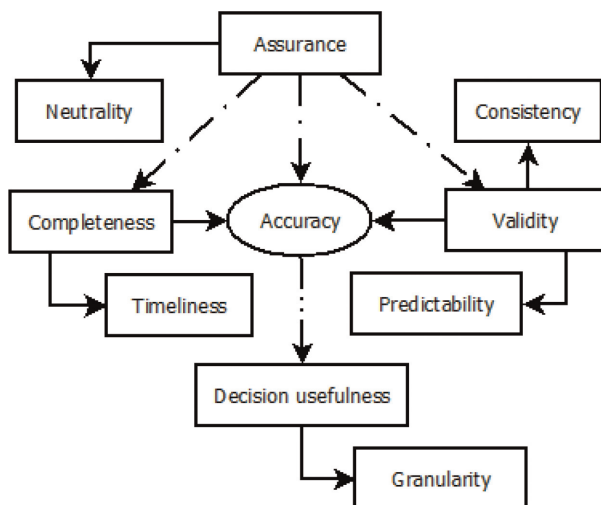 Assurance
Neutrality
Consistency
Completeness
Accuracy
Validity
Timeliness
Predictability
Decision usefulness
Granularity